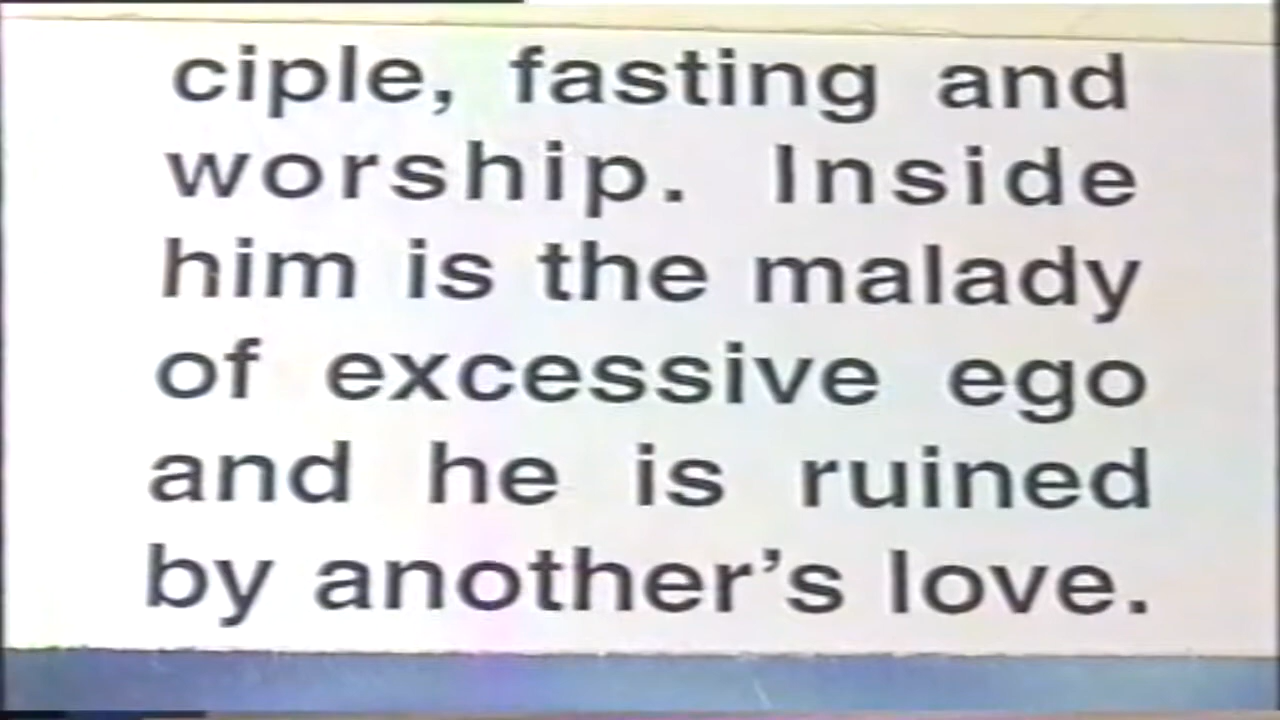 ciple, fasting and
worship. Inside
him is the malady
of excessive ego
and he is ruined
by another’s love.